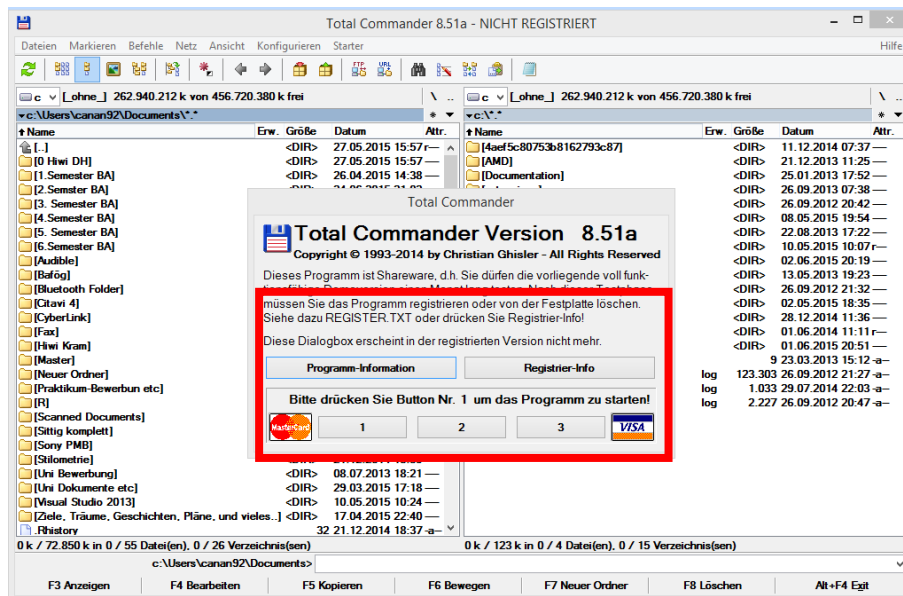 Total Commander 8.51a - NICHT REGISTRIERT
Dateien Markieren Befehle Netz Ansicht Konfigurieren Starter Hilfe
FTP URL
c [_ohne_] 262.940.212 k von 456.720.380 k frei \ ..
c [_ohne_] 262.940.212 k von 456.720.380 k frei \ ..
c:\Users\canan92\Documents\*.* * 
c:\*.* *
Name Erw. Größe Datum Attr.
[..] <DIR> 27.05.2015 15:57 r—
[0 Hiwi DH] <DIR> 27.05.2015 15:57 —
[1.Semester BA] <DIR> 26.04.2015 14:38 —
[2.Semster BA] <DIR>
[3. Semester BA]
[4.Semester BA]
[5. Semester BA]
[6.Semester BA]
[Audible]
[Bafög]
[Bluetooth Folder]
[Citavi 4]
[CyberLink]
[Fax]
[Hiwi Kram]
[Master]
[Neuer Ordner]
[Praktikum-Bewerbun etc]
[R]
[Scanned Documents]
[Sittig komplett]
[Sony PMB]
[Stilometrie]
[Uni Bewerbung] <DIR> 08.07.2013 18:21 —
[Uni Dokumente etc] <DIR> 29.03.2015 17:18 —
[Visual Studio 2013] <DIR> 10.05.2015 10:24 —
[Ziele, Träume, Geschichten, Pläne, und vieles..] <DIR> 17.04.2015 22:40 —
.Rhistory 32 21.12.2014 18:37 -a—
Name Erw. Größe Datum Attr.
[4aef5c80753b8162793c87] <DIR> 11.12.2014 07:37 —
[AMD] <DIR> 21.12.2013 11:25 —
[Documentation] <DIR> 25.01.2013 17:52 —
<DIR> 26.09.2013 07:38 —
<DIR> 26.09.2012 20:42 —
<DIR> 08.05.2015 19:54 —
<DIR> 22.08.2013 17:22 —
<DIR> 10.05.2015 10:07 r—
<DIR> 02.06.2015 20:19 —
<DIR> 13.05.2013 19:23 —
<DIR> 26.09.2012 21:32 —
<DIR> 02.05.2015 18:35 —
<DIR> 28.12.2014 11:36 —
<DIR> 01.06.2014 11:11 r—
<DIR> 01.06.2015 20:51 —
9 23.03.2013 15:12 -a—
log 123.303 26.09.2012 21:27 -a—
log 1.033 29.07.2014 22:03 -a—
log 2.227 26.09.2012 20:47 -a—
Total Commander
Total Commander Version 8.51a
Copyright © 1993-2014 by Christian Ghisler - All Rights Reserved
Dieses Programm ist Shareware, d.h. Sie dürfen die vorliegende voll funk-
müssen Sie das Programm registrieren oder von der Festplatte löschen.
Siehe dazu REGISTER.TXT oder drücken Sie Registrier-Info!
Diese Dialogbox erscheint in der registrierten Version nicht mehr.
Programm-Information Registrier-Info
Bitte drücken Sie Button Nr. 1 um das Programm zu starten!
MasterCard 1 2 3 VISA
0 k / 72.850 k in 0 / 55 Datei(en), 0 / 26 Verzeichnis(sen)
0 k / 123 k in 0 / 4 Datei(en), 0 / 15 Verzeichnis(sen)
c:\Users\canan92\Documents>
F3 Anzeigen F4 Bearbeiten F5 Kopieren F6 Bewegen F7 Neuer Ordner F8 Löschen Alt+F4 Exit